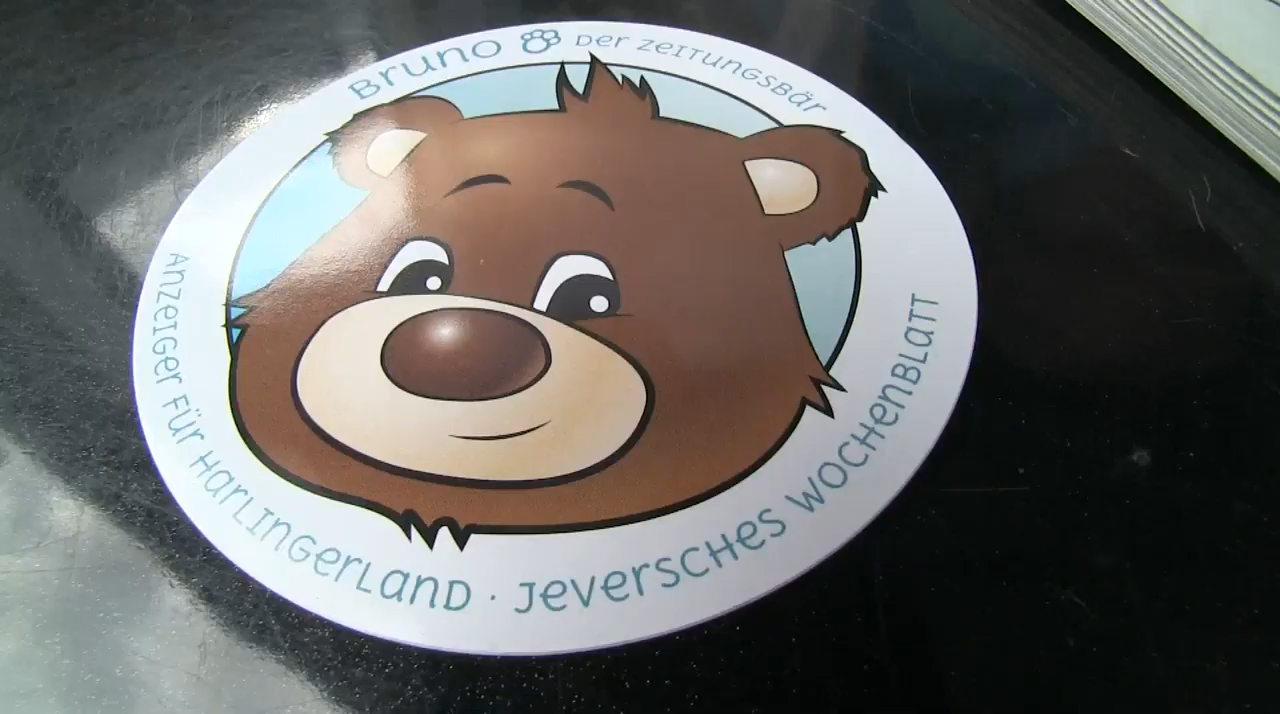 Bruno Der Zeitungsbär
Anzeiger für Harlingerland · Jeversches Wochenblatt